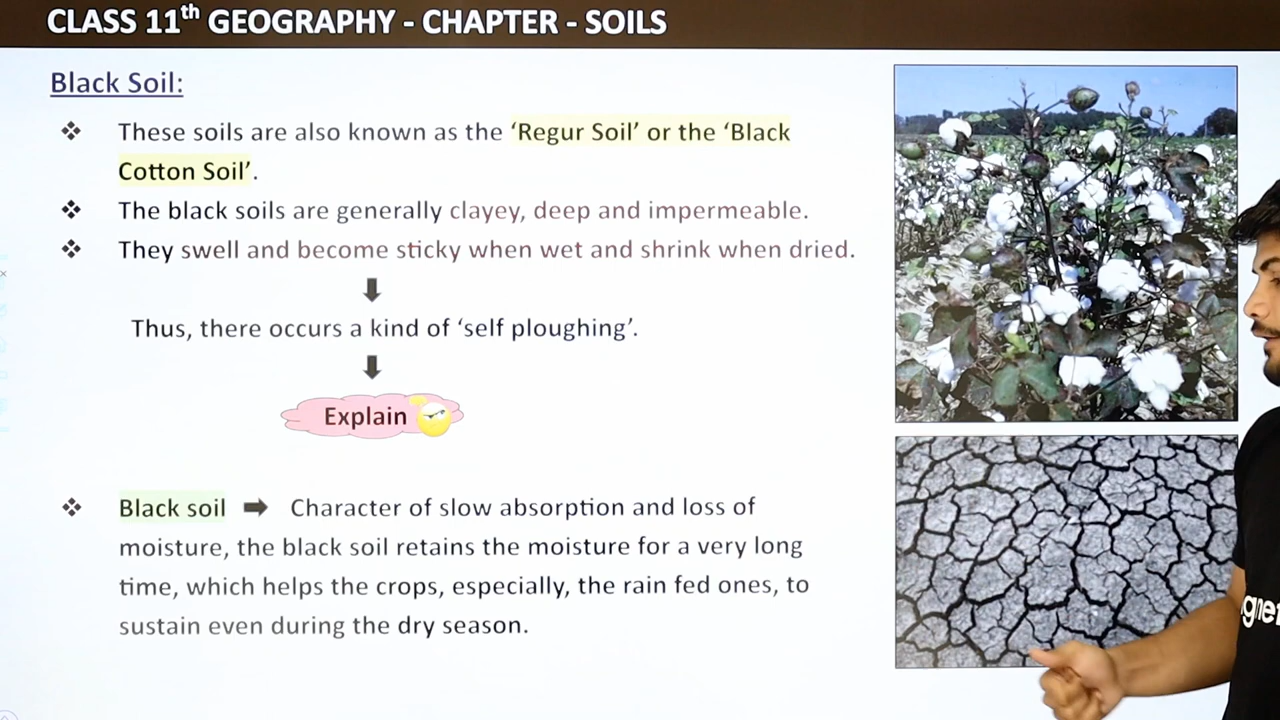 CLASS 11th GEOGRAPHY - CHAPTER - SOILS
Black Soil:
❖ These soils are also known as the ‘Regur Soil’ or the ‘Black
Cotton Soil’.
❖ The black soils are generally clayey, deep and impermeable.
❖ They swell and become sticky when wet and shrink when dried.
Thus, there occurs a kind of ‘self ploughing’.
Explain
❖ Black soil ➡ Character of slow absorption and loss of
moisture, the black soil retains the moisture for a very long
time, which helps the crops, especially, the rain fed ones, to
sustain even during the dry season.